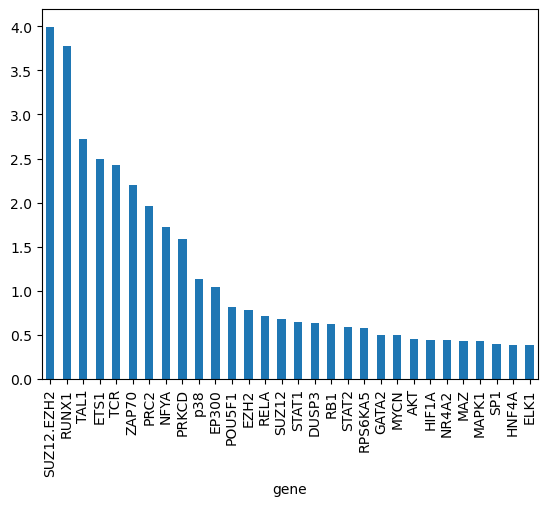 4.0
3.5
3.0
2.5
2.0
1.5
1.0
0.5
0.0
SUZ12.EZH2
RUNX1
TAL1
ETS1
TCR
ZAP70
PRC2
NFYA
PRKCD
p38
EP300
POU5F1
EZH2
RELA
SUZ12
STAT1
DUSP3
RB1
STAT2
RPS6KA5
GATA2
MYCN
AKT
HIF1A
NR4A2
MAZ
MAPK1
SP1
HNF4A
ELK1
gene